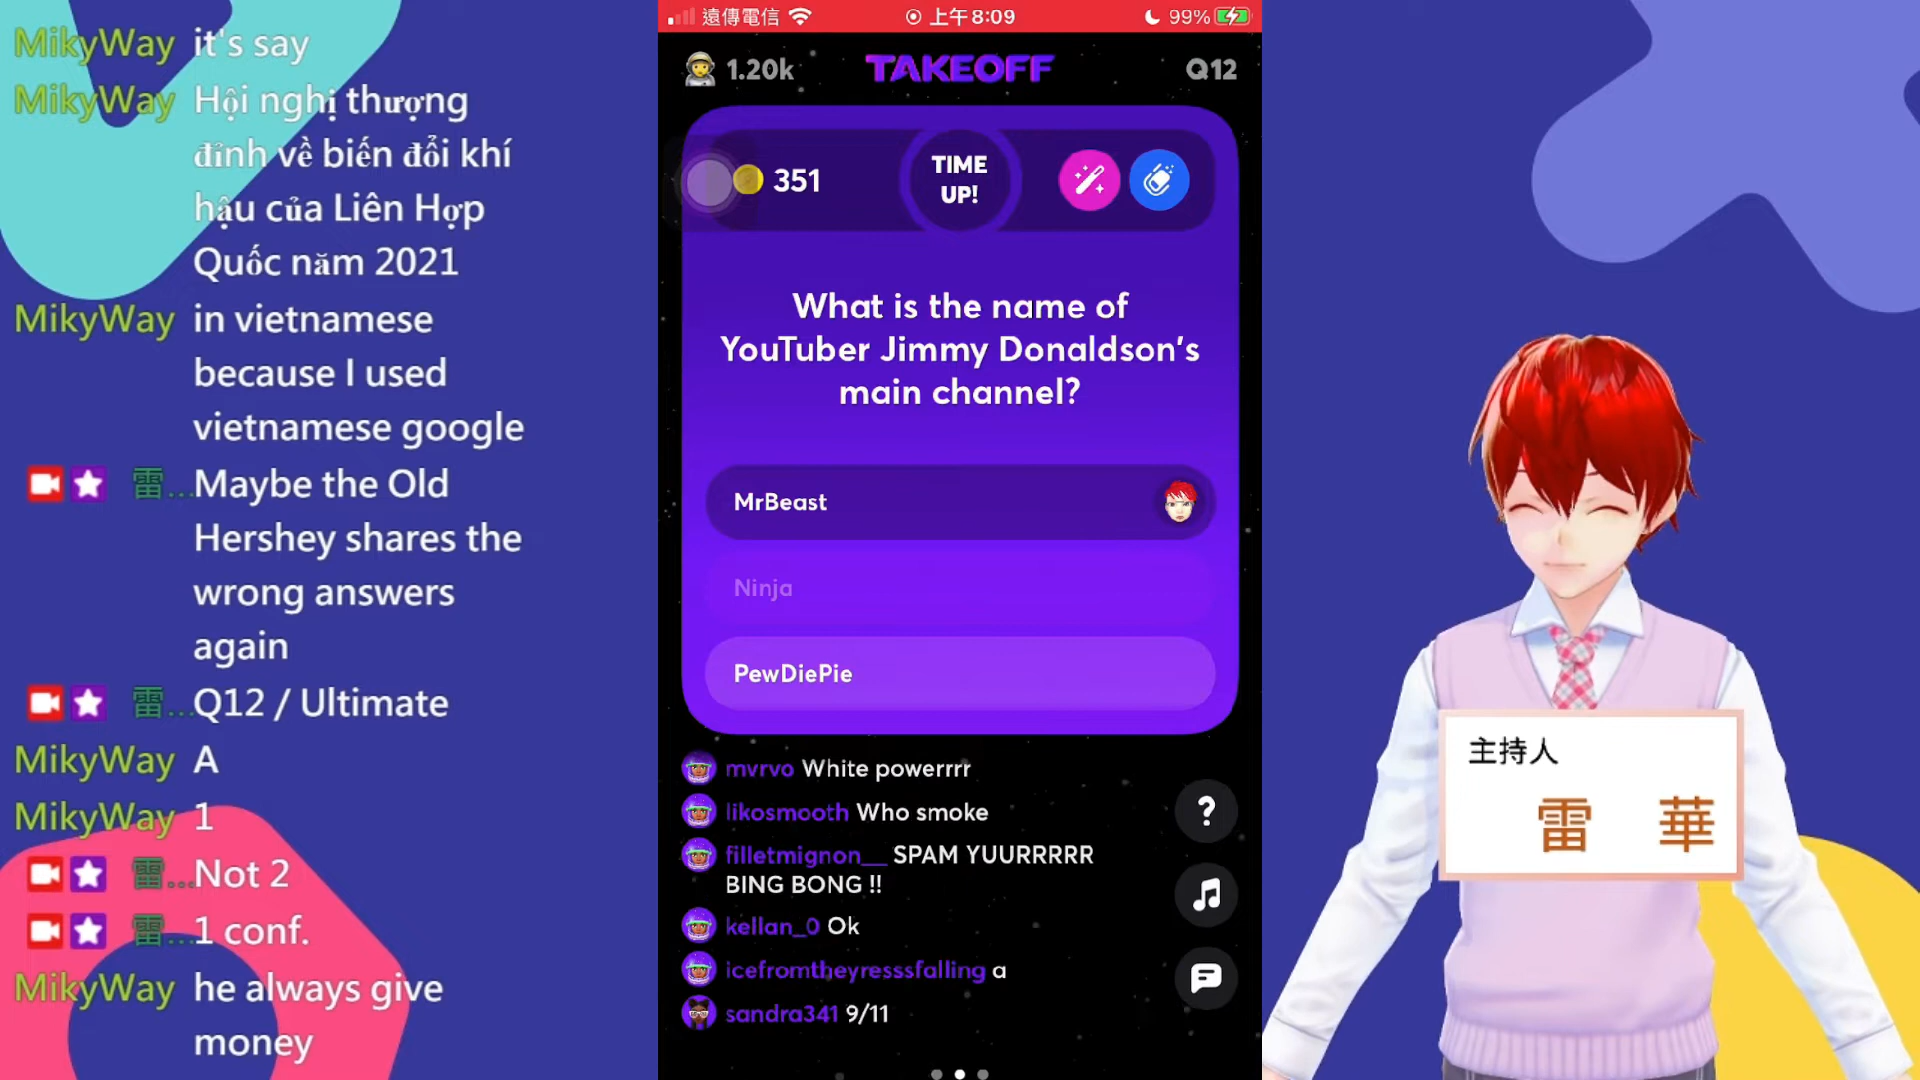 MikyWay it's say
MikyWay Hội nghị thượng
đỉnh về biến đổi khí
hậu của Liên Hợp
Quốc năm 2021
MikyWay in vietnamese
because I used
vietnamese google
雷...Maybe the Old
Hershey shares the
wrong answers
again
雷...Q12 / Ultimate
MikyWay A
MikyWay 1
雷...Not 2
雷...1 conf.
MikyWay he always give
money
遠傳電信 上午8:09 99%
1.20k TAKEOFF Q12
351 TIME
UP!
What is the name of
YouTuber Jimmy Donaldson's
main channel?
MrBeast
Ninja
PewDiePie
mvrvo White powerrrr
likosmooth Who smoke
filletmignon__ SPAM YUURRRRR
BING BONG !!
kellan_0 Ok
icefromtheyresssfalling a
sandra341 9/11
?
主持人
雷 華